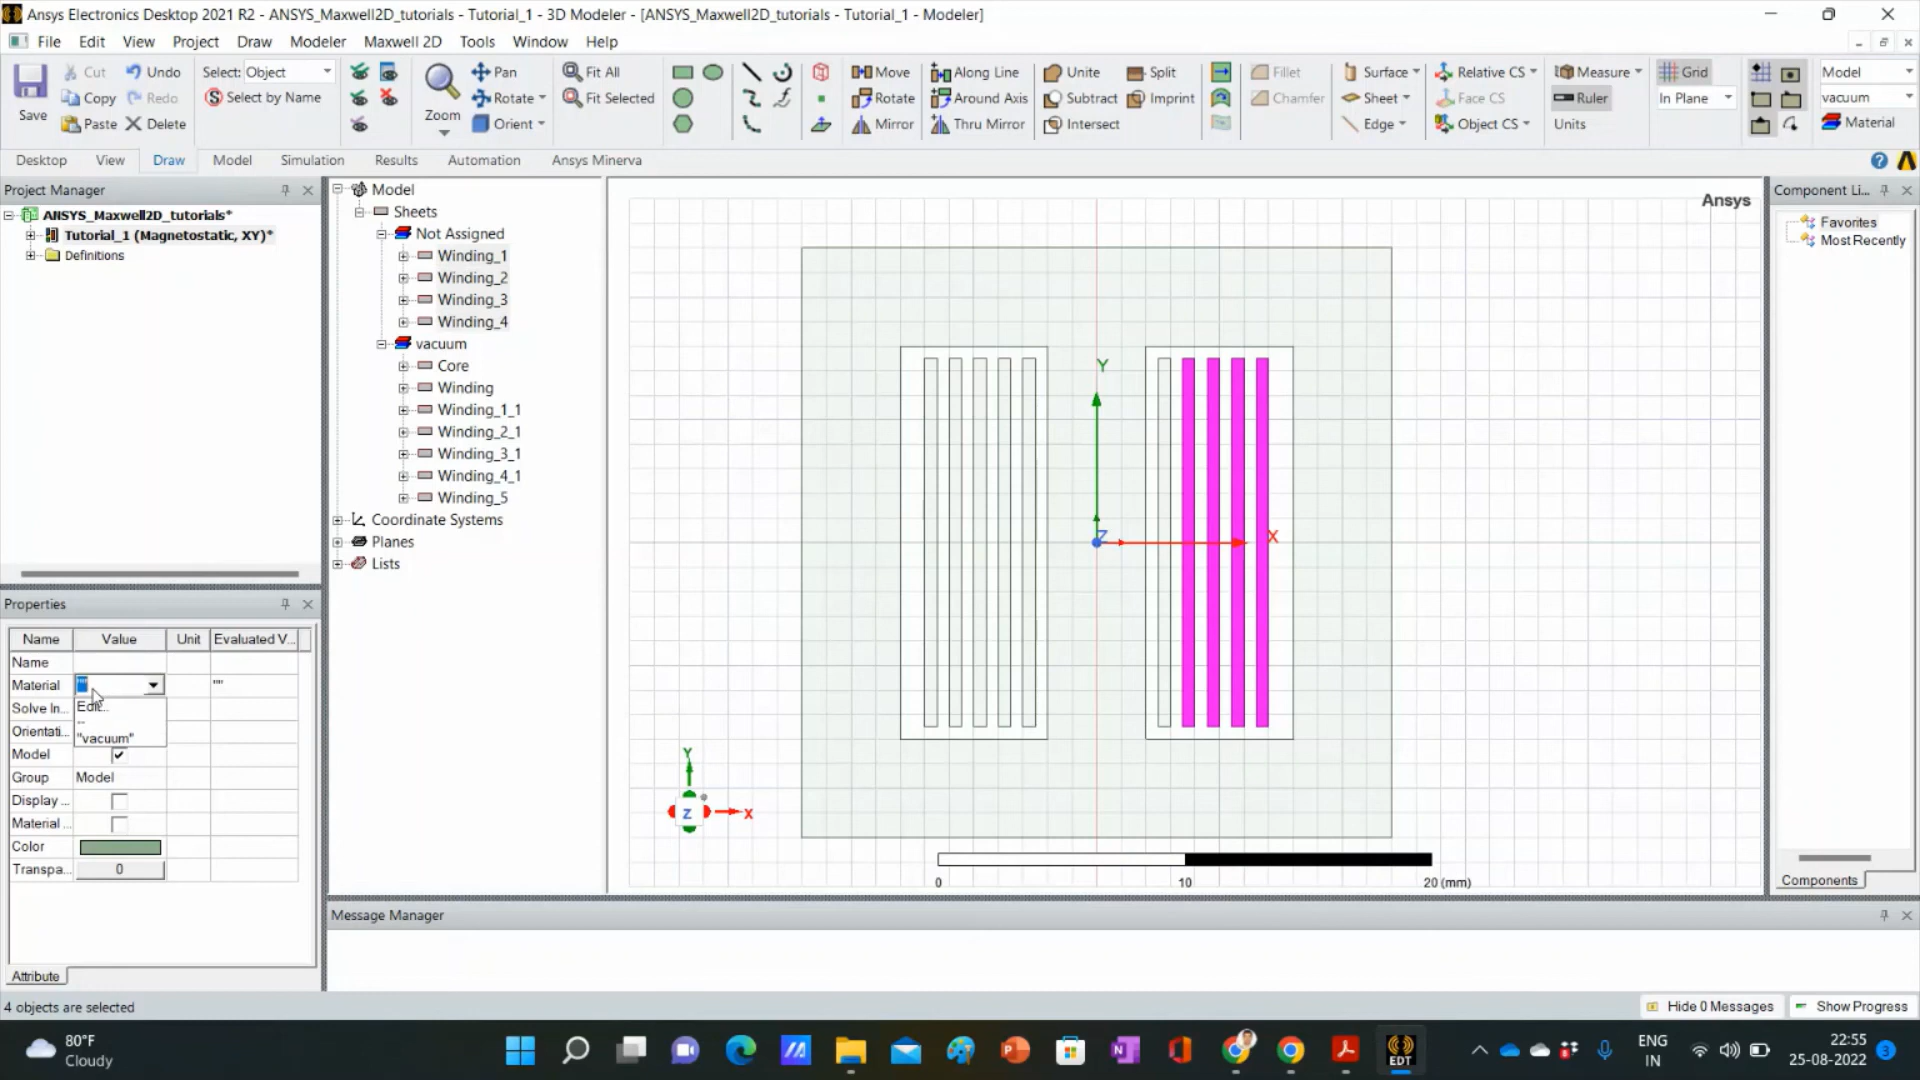 Ansys Electronics Desktop 2021 R2 - ANSYS_Maxwell2D_tutorials - Tutorial_1 - 3D Modeler - [ANSYS_Maxwell2D_tutorials - Tutorial_1 - Modeler]
File Edit View Project Draw Modeler Maxwell 2D Tools Window Help
Save
Cut
Copy
Paste
Undo
Redo
Delete
Select: Object
Select by Name
Zoom
Pan
Rotate
Orient
Fit All
Fit Selected
Move
Rotate
Mirror
Along Line
Around Axis
Thru Mirror
Unite
Subtract
Intersect
Split
Imprint
Fillet
Chamfer
Surface
Sheet
Edge
Relative CS
Face CS
Object CS
Measure
Ruler
Units
Grid
In Plane
Model
vacuum
Material
Desktop View Draw Model Simulation Results Automation Ansys Minerva
Project Manager
ANSYS_Maxwell2D_tutorials*
Tutorial_1 (Magnetostatic, XY)*
Definitions
Model
Sheets
Not Assigned
Winding_1
Winding_2
Winding_3
Winding_4
vacuum
Core
Winding
Winding_1_1
Winding_2_1
Winding_3_1
Winding_4_1
Winding_5
Coordinate Systems
Planes
Lists
Ansys
Y
X
Z
Y
Z
X
0 10 20 (mm)
Component Li...
Favorites
Most Recently
Components
Properties
Name Value Unit Evaluated V...
Name
Material "" ""
Edit...
"vacuum"
Solve In...
Orientati...
Model
Group Model
Display ...
Material ...
Color
Transpa... 0
Attribute
Message Manager
4 objects are selected
Hide 0 Messages
Show Progress
80°F
Cloudy
EDT
ENG
IN
22:55
25-08-2022
3